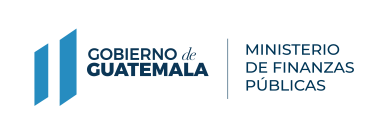 GOBIERNO de
GUATEMALA
MINISTERIO
DE FINANZAS
PÚBLICAS